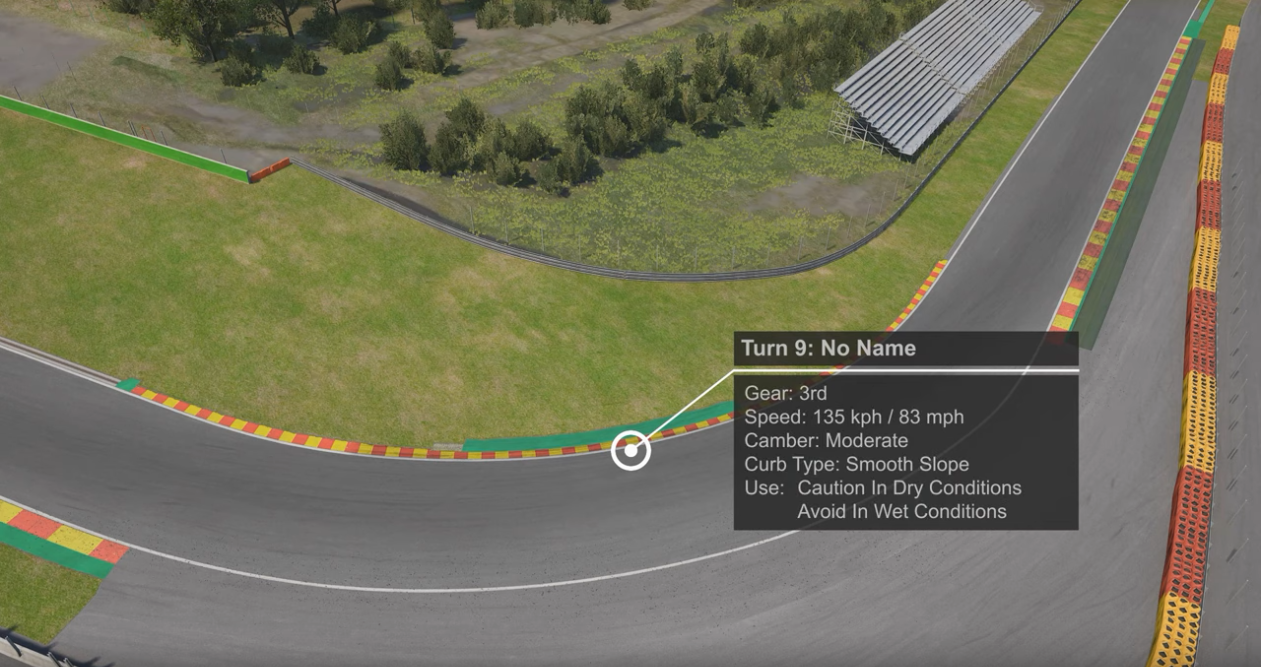 Turn 9: No Name
Gear: 3rd
Speed: 135 kph / 83 mph
Camber: Moderate
Curb Type: Smooth Slope
Use: Caution In Dry Conditions
Avoid In Wet Conditions